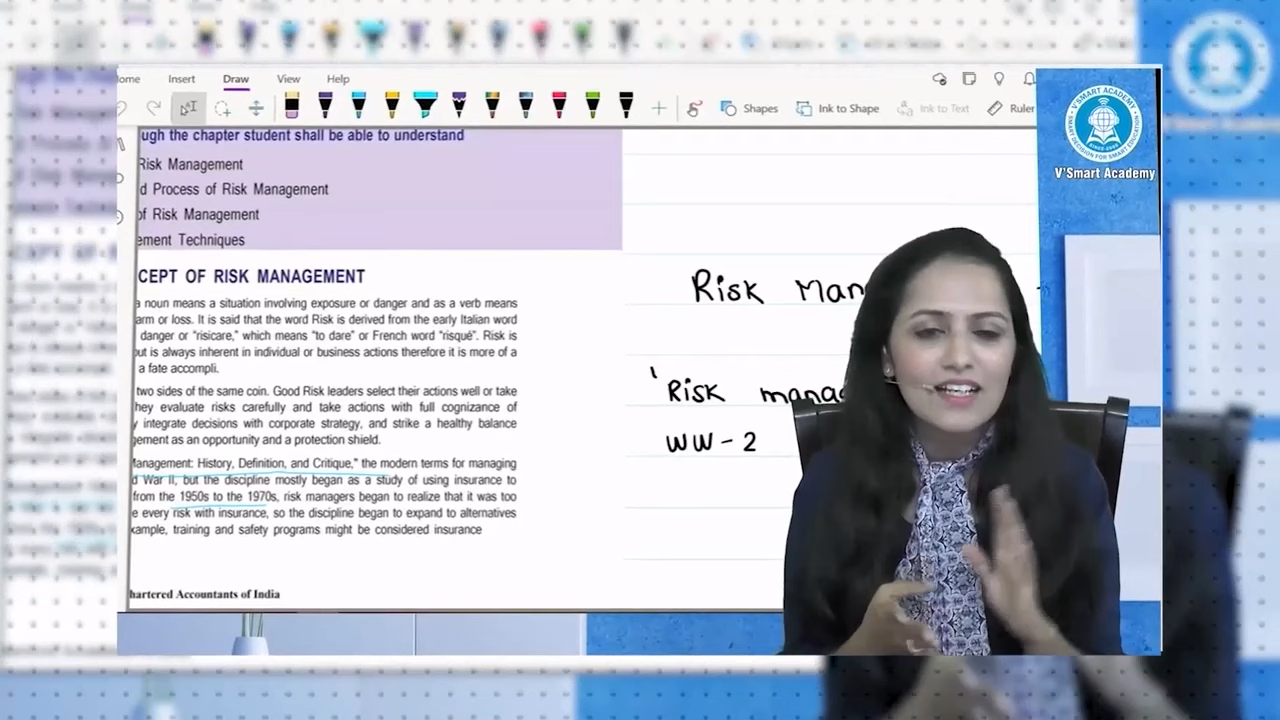 ome Insert Draw View Help
Shapes Ink to Shape Ink to Text Ruler
ugh the chapter student shall be able to understand
Risk Management
d Process of Risk Management
of Risk Management
ement Techniques
CEPT OF RISK MANAGEMENT
a noun means a situation involving exposure or danger and as a verb means
arm or loss. It is said that the word Risk is derived from the early Italian word
danger or “risicare,” which means “to dare” or French word “risqué”. Risk is
ut is always inherent in individual or business actions therefore it is more of a
a fate accompli.
two sides of the same coin. Good Risk leaders select their actions well or take
hey evaluate risks carefully and take actions with full cognizance of
y integrate decisions with corporate strategy, and strike a healthy balance
gement as an opportunity and a protection shield.
Management: History, Definition, and Critique," the modern terms for managing
d War II, but the discipline mostly began as a study of using insurance to
from the 1950s to the 1970s, risk managers began to realize that it was too
e every risk with insurance, so the discipline began to expand to alternatives
xample, training and safety programs might be considered insurance
hartered Accountants of India
Risk Man
'Risk manag
WW-2
V'SMART ACADEMY
SMART DECISION FOR SMART EDUCATION
V'Smart Academy